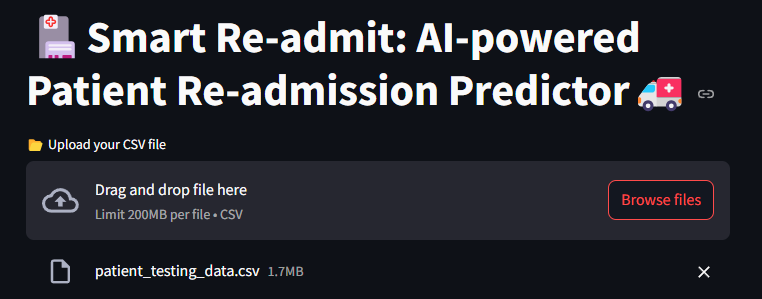 Smart Re-admit: AI-powered
Patient Re-admission Predictor
Upload your CSV file
Drag and drop file here
Limit 200MB per file • CSV
Browse files
patient_testing_data.csv 1.7MB